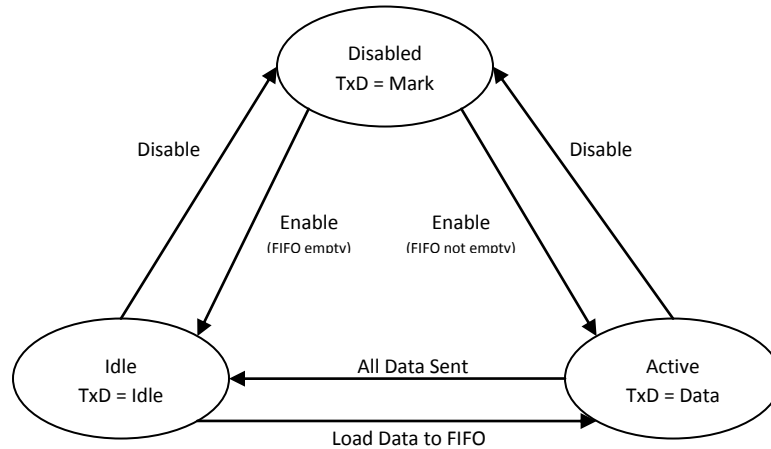 Disabled
TxD = Mark
Disable
Disable
Enable
(FIFO empty)
Enable
(FIFO not empty)
Idle
TxD = Idle
All Data Sent
Active
TxD = Data
Load Data to FIFO